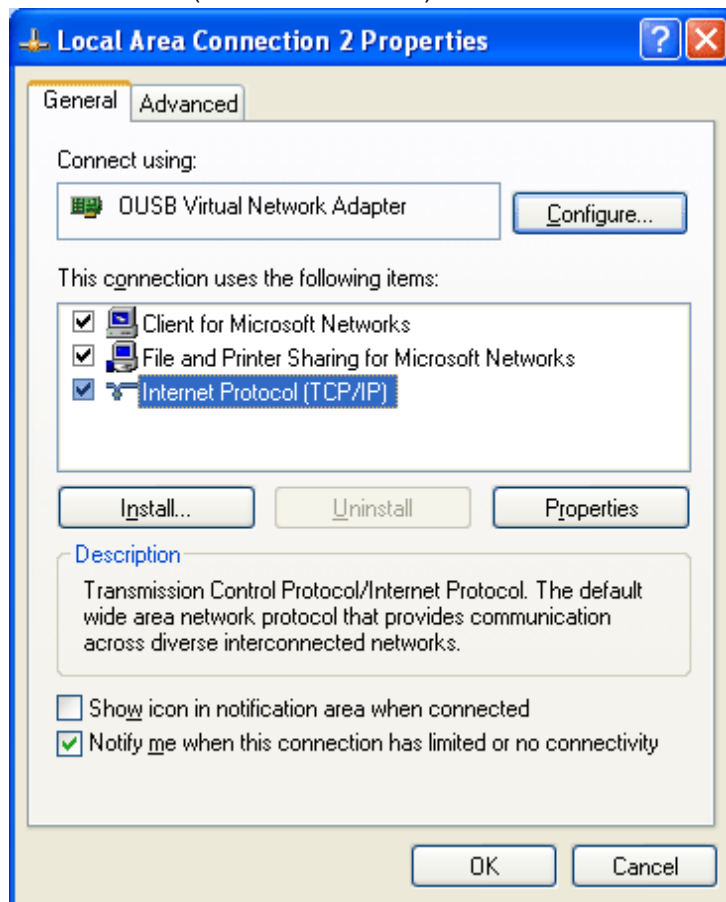 Local Area Connection 2 Properties
General Advanced
Connect using:
OUSB Virtual Network Adapter Configure...
This connection uses the following items:
Client for Microsoft Networks
File and Printer Sharing for Microsoft Networks
Internet Protocol (TCP/IP)
Install... Uninstall Properties
Description
Transmission Control Protocol/Internet Protocol. The default
wide area network protocol that provides communication
across diverse interconnected networks.
Show icon in notification area when connected
Notify me when this connection has limited or no connectivity
OK Cancel